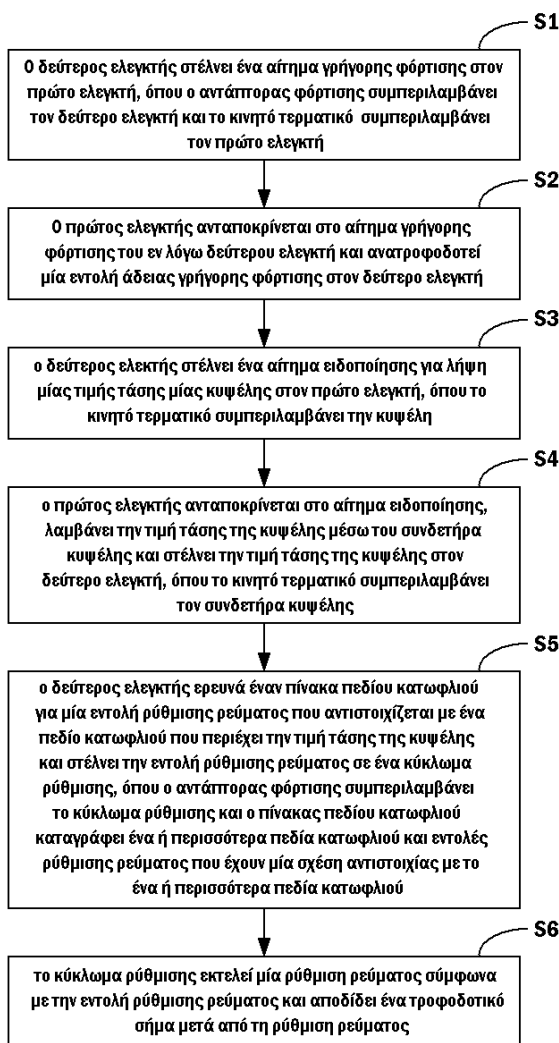 S1
Ο δεύτερος ελεγκτής στέλνει ένα αίτημα γρήγορης φόρτισης στον
πρώτο ελεγκτή, όπου ο αντάπτορας φόρτισης συμπεριλαμβάνει
τον δεύτερο ελεγκτή και το κινητό τερματικό συμπεριλαμβάνει
τον πρώτο ελεγκτή
S2
Ο πρώτος ελεγκτής ανταποκρίνεται στο αίτημα γρήγορης
φόρτισης του εν λόγω δεύτερου ελεγκτή και ανατροφοδοτεί
μία εντολή άδειας γρήγορης φόρτισης στον δεύτερο ελεγκτή
S3
ο δεύτερος ελεκτής στέλνει ένα αίτημα ειδοποίησης για λήψη
μίας τιμής τάσης μίας κυψέλης στον πρώτο ελεγκτή, όπου το
κινητό τερματικό συμπεριλαμβάνει την κυψέλη
S4
ο πρώτος ελεγκτής ανταποκρίνεται στο αίτημα ειδοποίησης,
λαμβάνει την τιμή τάσης της κυψέλης μέσω του συνδετήρα
κυψέλης και στέλνει την τιμή τάσης της κυψέλης στον
δεύτερο ελεγκτή, όπου το κινητό τερματικό συμπεριλαμβάνει
τον συνδετήρα κυψέλης
S5
ο δεύτερος ελεγκτής ερευνά έναν πίνακα πεδίου κατωφλιού
για μία εντολή ρύθμισης ρεύματος που αντιστοιχίζεται με ένα
πεδίο κατωφλιού που περιέχει την τιμή τάσης της κυψέλης
και στέλνει την εντολή ρύθμισης ρεύματος σε ένα κύκλωμα
ρύθμισης, όπου ο αντάπτορας φόρτισης συμπεριλαμβάνει
το κύκλωμα ρύθμισης και ο πίνακας πεδίου κατωφλιού
καταγράφει ένα ή περισσότερα πεδία κατωφλιού και εντολές
ρύθμισης ρεύματος που έχουν μία σχέση αντιστοιχίας με το
ένα ή περισσότερα πεδία κατωφλιού
S6
το κύκλωμα ρύθμισης εκτελεί μία ρύθμιση ρεύματος σύμφωνα
με την εντολή ρύθμισης ρεύματος και αποδίδει ένα τροφοδοτικό
σήμα μετά από τη ρύθμιση ρεύματος